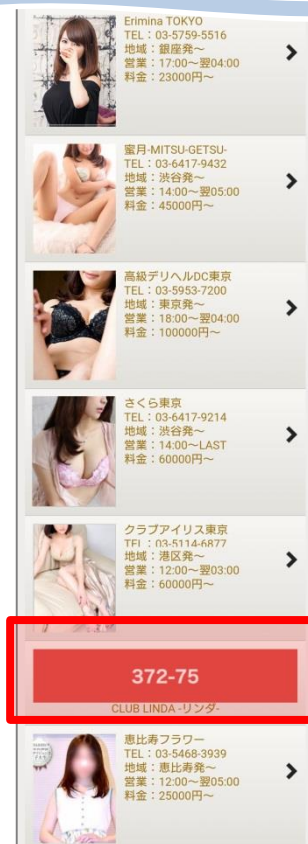 Erimina TOKYO
TEL：03-5759-5516
地域：銀座発～
営業：17:00～翌04:00
料金：23000円～
蜜月-MITSU-GETSU-
TEL：03-6417-9432
地域：渋谷発～
営業：14:00～翌05:00
料金：45000円～
高級デリヘルDC東京
TEL：03-5953-7200
地域：東京発～
営業：18:00～翌04:00
料金：100000円～
さくら東京
TEL：03-6417-9214
地域：渋谷発～
営業：14:00～LAST
料金：60000円～
クラブアイリス東京
TEL：03-5114-6877
地域：港区発～
営業：12:00～翌03:00
料金：60000円～
372-75
CLUB LINDA -リンダ-
恵比寿フラワー
TEL：03-5468-3939
地域：恵比寿発～
営業：12:00～翌05:00
料金：25000円～